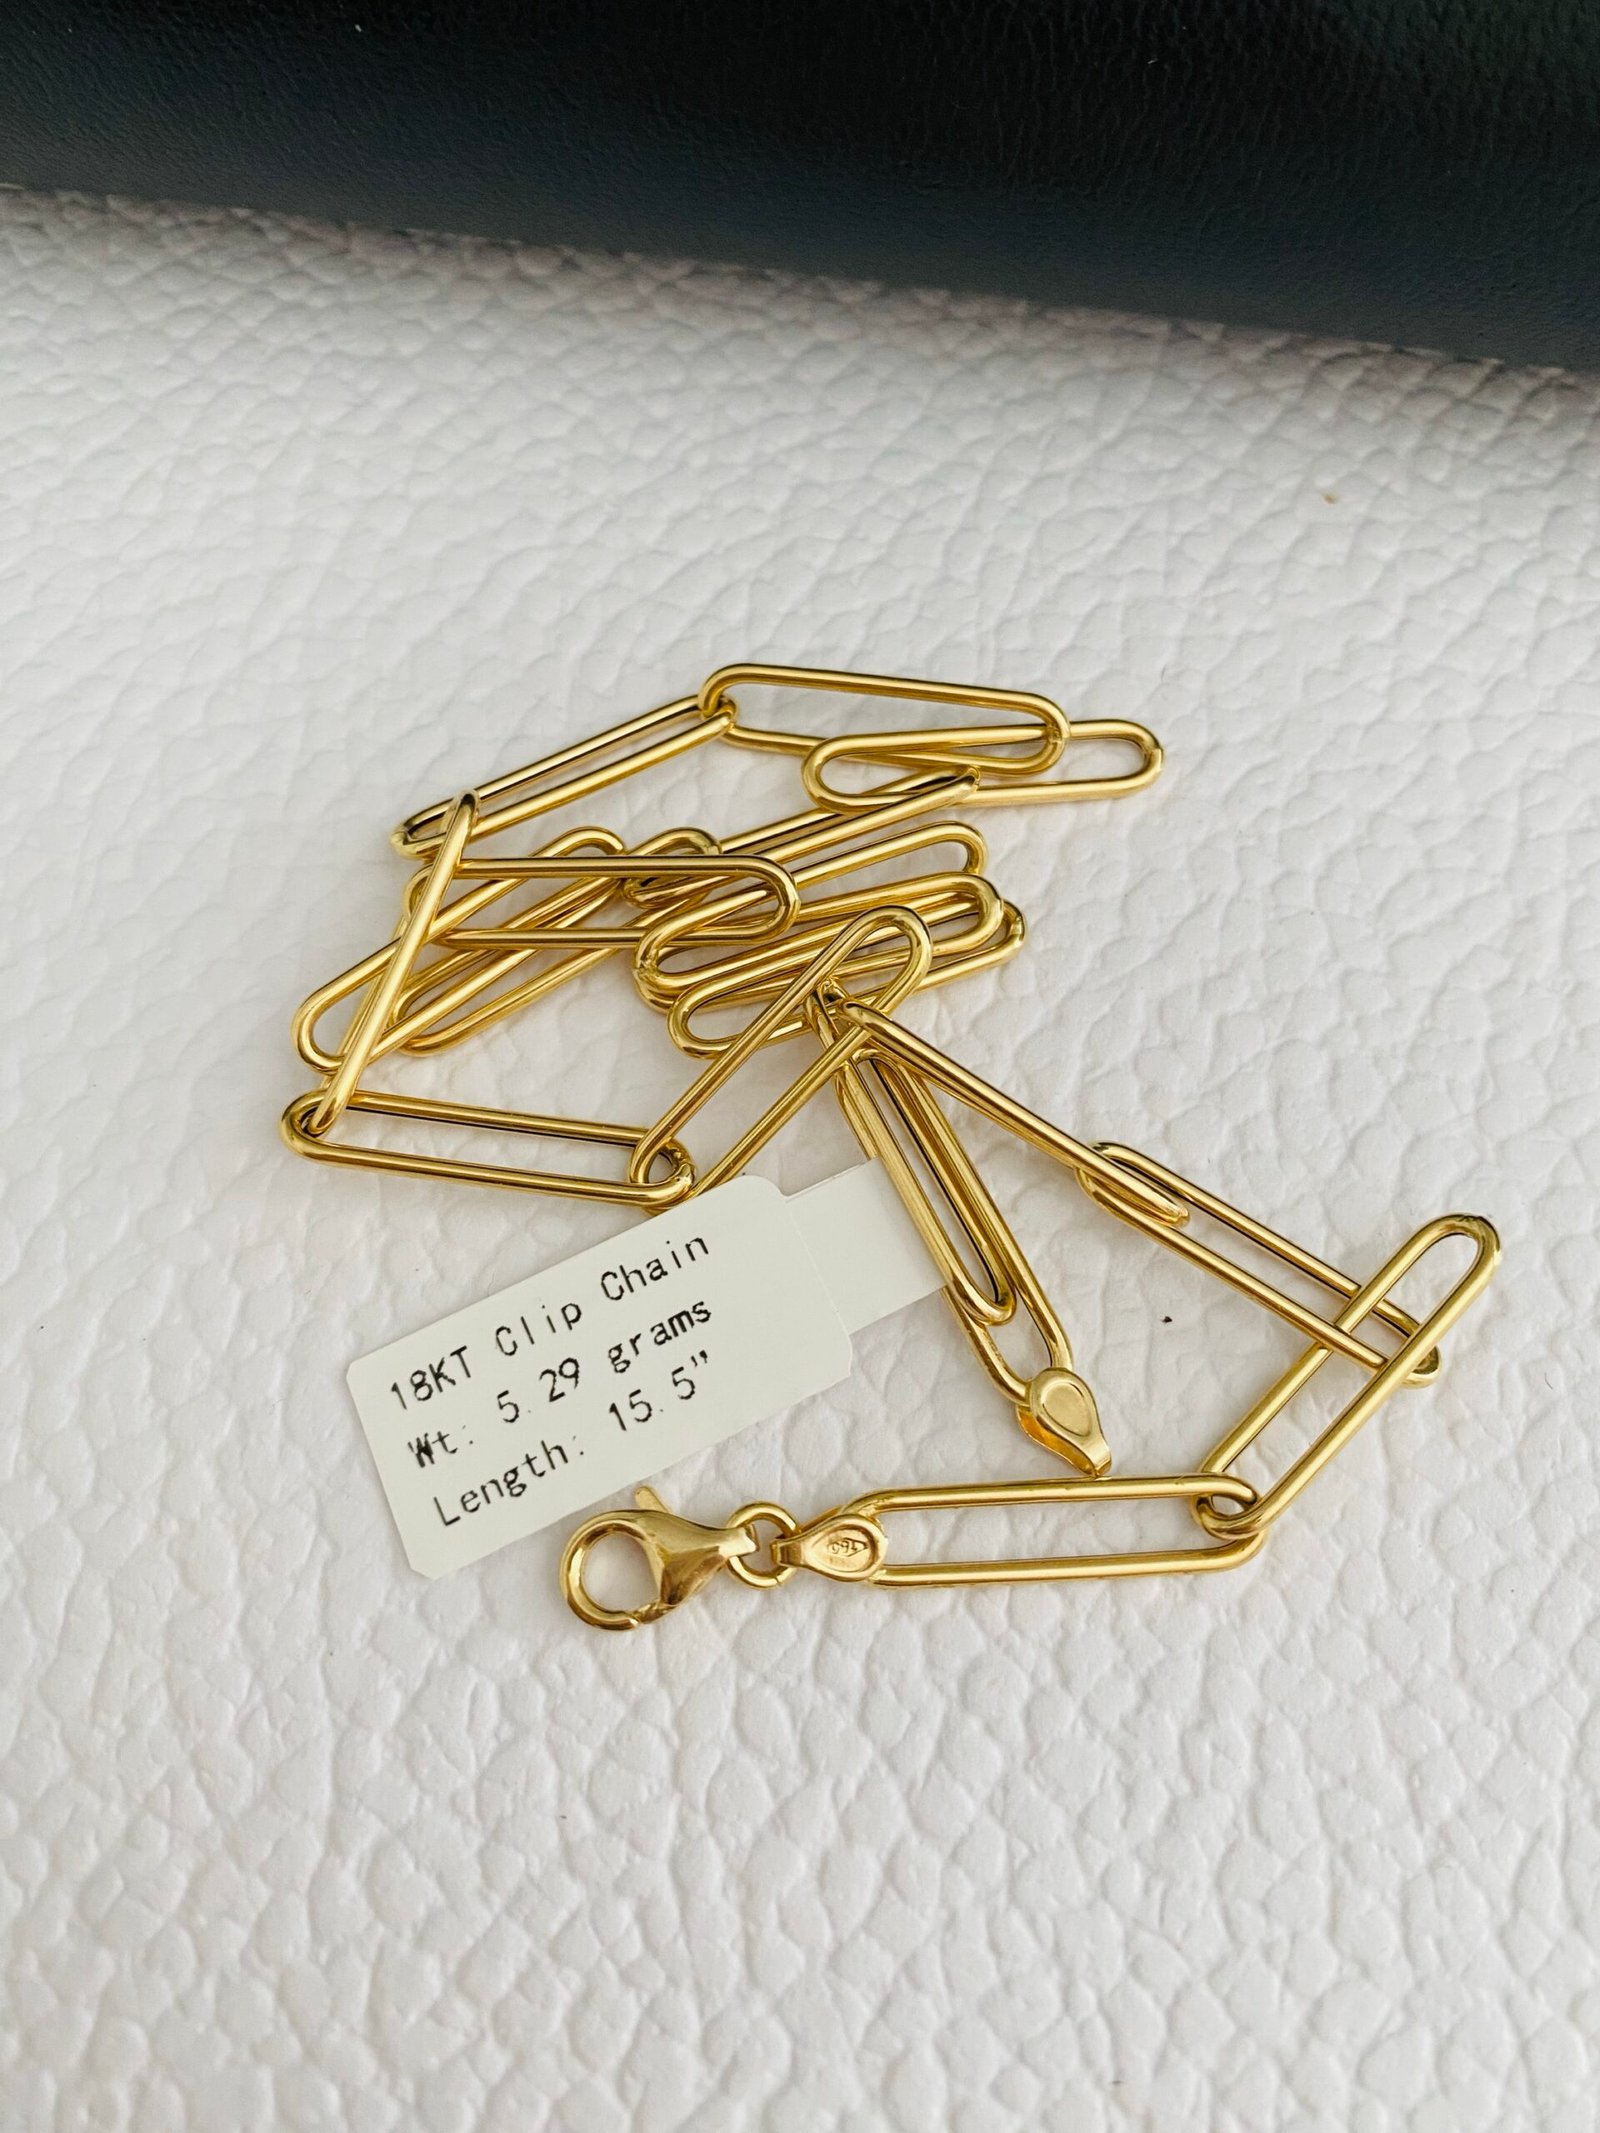 18KT Clip Chain
Wt: 5.29 grams
Length: 15.5"